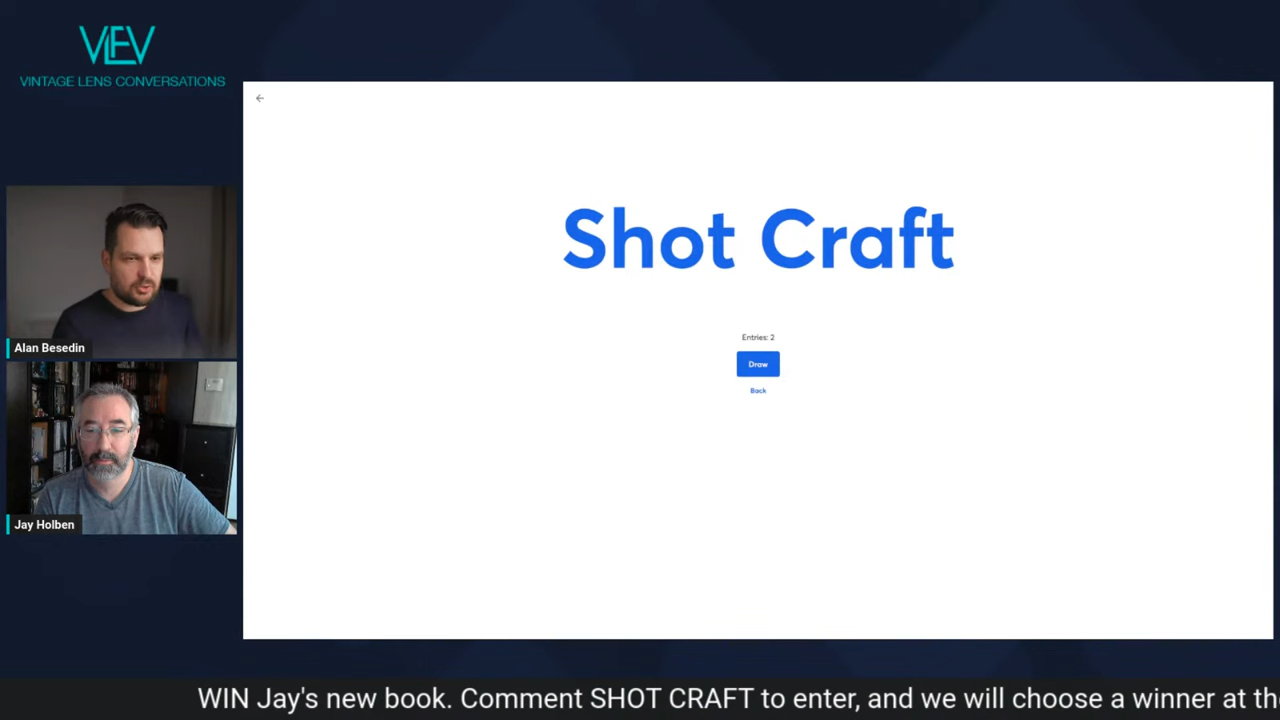 VLFV
VINTAGE LENS CONVERSATIONS
←
Shot Craft
Entries: 2
Draw
Back
Alan Besedin
Jay Holben
WIN Jay's new book. Comment SHOT CRAFT to enter, and we will choose a winner at th